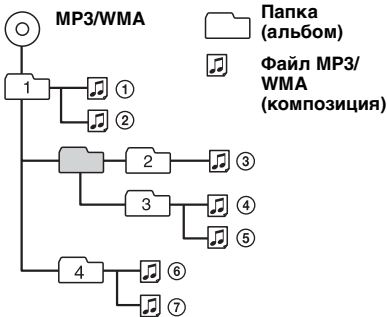 MP3/WMA
Папка
(альбом)
Файл MP3/
WMA
(композиция)
1
①
②
2
③
3
④
⑤
4
⑥
⑦